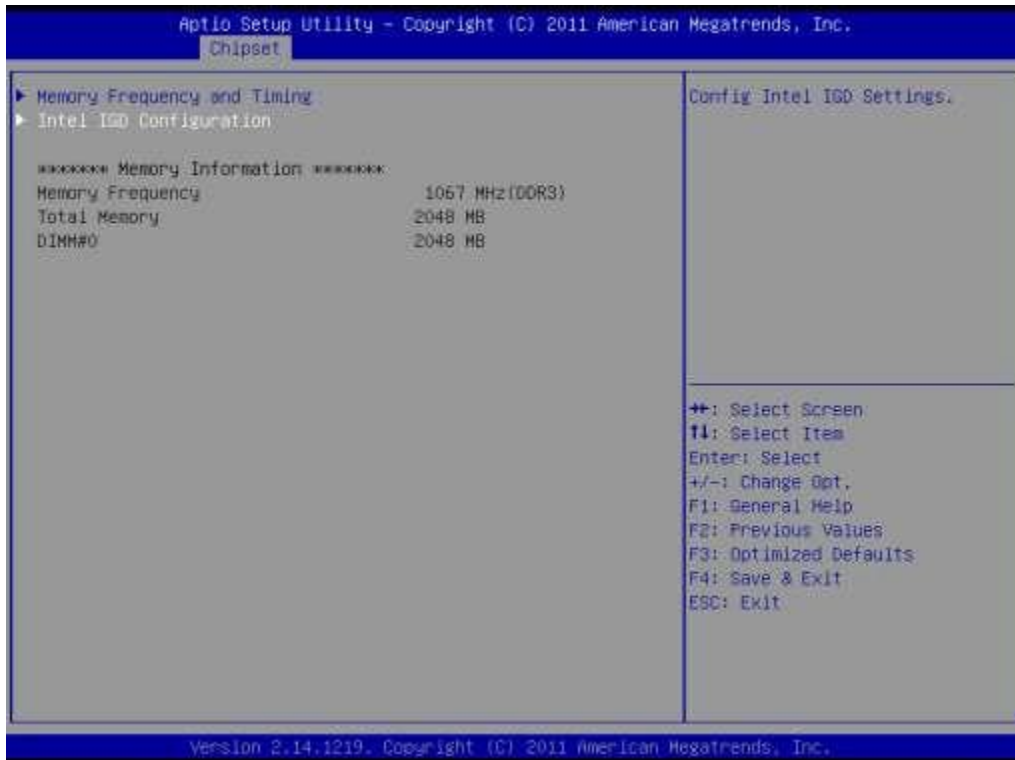 Aptio Setup Utility – Copyright (C) 2011 American Megatrends, Inc.
Chipset
Memory Frequency and Timing
Intel IGD Configuration
******* Memory Information *******
Memory Frequency 1067 MHz(DDR3)
Total Memory 2048 MB
DIMM#0 2048 MB
Config Intel IGD Settings.
→←: Select Screen
↑↓: Select Item
Enter: Select
+/-: Change Opt.
F1: General Help
F2: Previous Values
F3: Optimized Defaults
F4: Save & Exit
ESC: Exit
Version 2.14.1219. Copyright (C) 2011 American Megatrends, Inc.